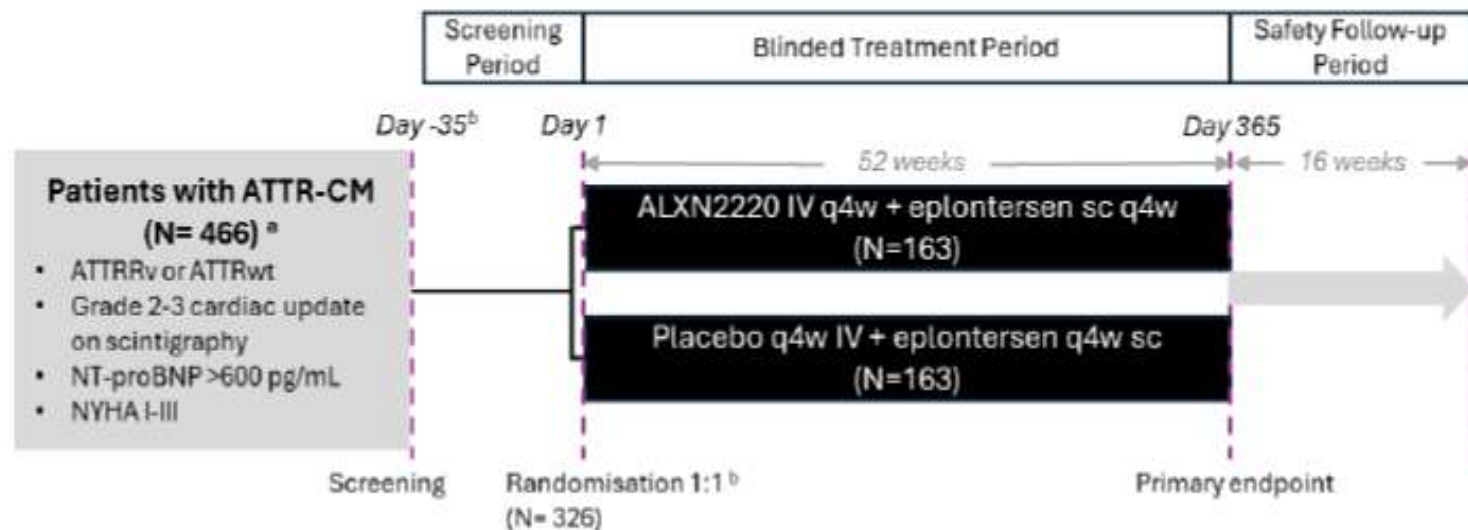 Screening
Period
Blinded Treatment Period
Safety Follow-up
Period
Day -35ᵇ
Day 1
Day 365
52 weeks
16 weeks
Patients with ATTR-CM
(N= 466) ᵃ
• ATTRRv or ATTRwt
• Grade 2-3 cardiac update
on scintigraphy
• NT-proBNP >600 pg/mL
• NYHA I-III
ALXN2220 IV q4w + eplontersen sc q4w
(N=163)
Placebo q4w IV + eplontersen q4w sc
(N=163)
Screening
Randomisation 1:1 ᵇ
(N= 326)
Primary endpoint